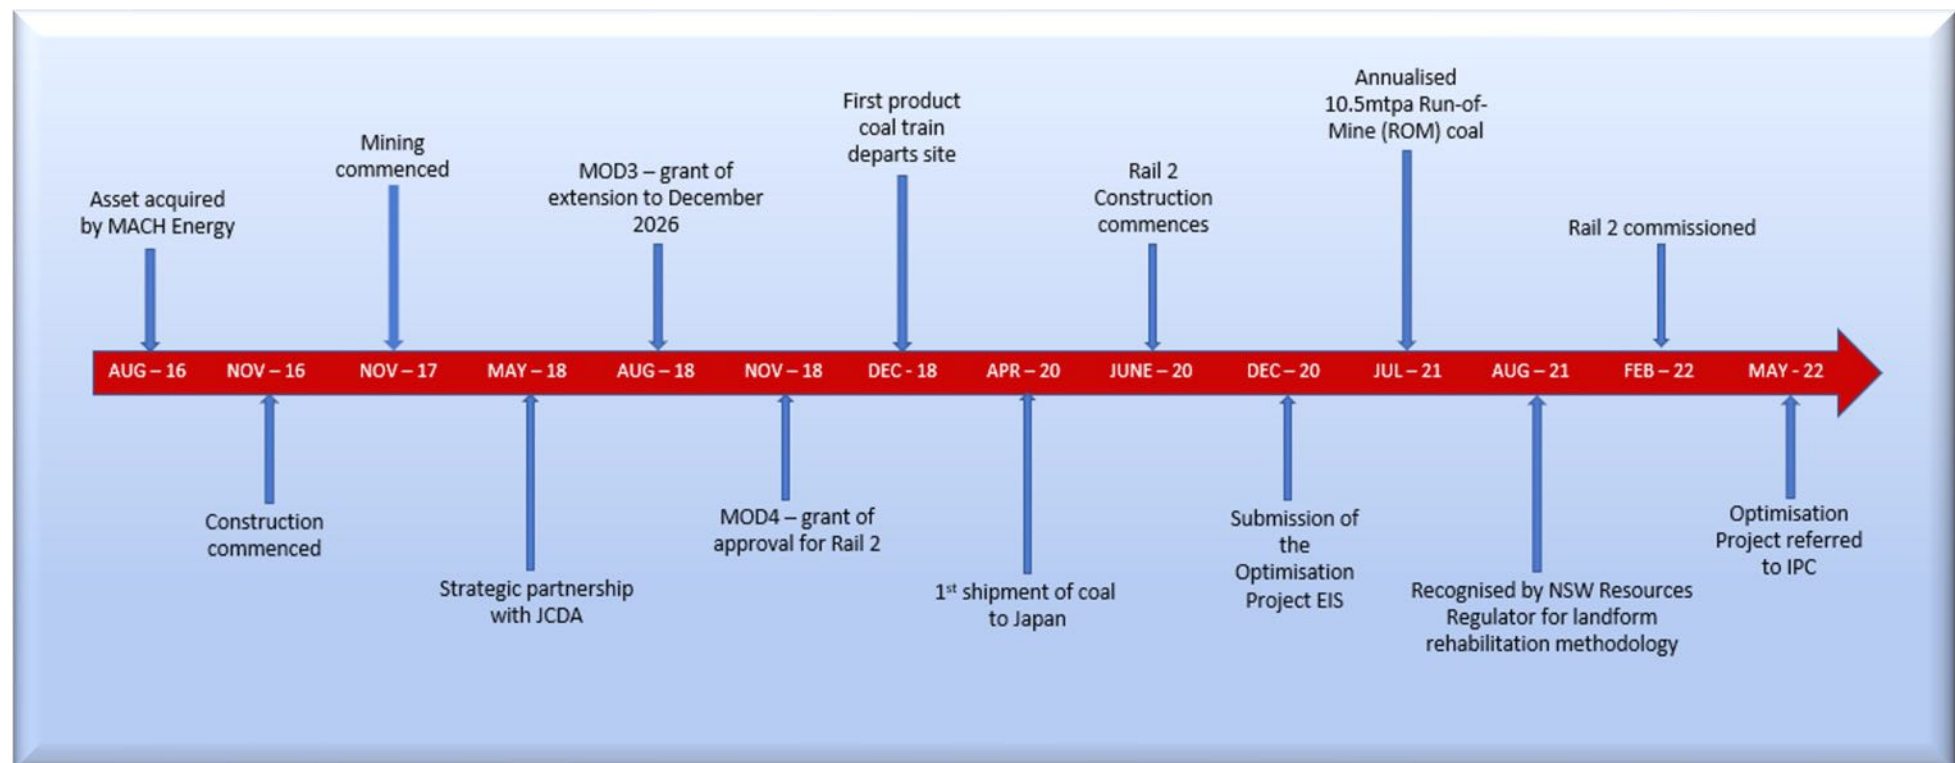 Asset acquired
by MACH Energy
Mining
commenced
MOD3 – grant of
extension to December
2026
First product
coal train
departs site
Rail 2
Construction
commences
Annualised
10.5mtpa Run-of-
Mine (ROM) coal
Rail 2 commissioned
AUG – 16 NOV – 16 NOV – 17 MAY – 18 AUG – 18 NOV – 18 DEC - 18 APR – 20 JUNE – 20 DEC – 20 JUL – 21 AUG – 21 FEB – 22 MAY - 22
Construction
commenced
Strategic partnership
with JCDA
MOD4 – grant of
approval for Rail 2
1st shipment of coal
to Japan
Submission of
the
Optimisation
Project EIS
Recognised by NSW Resources
Regulator for landform
rehabilitation methodology
Optimisation
Project referred
to IPC